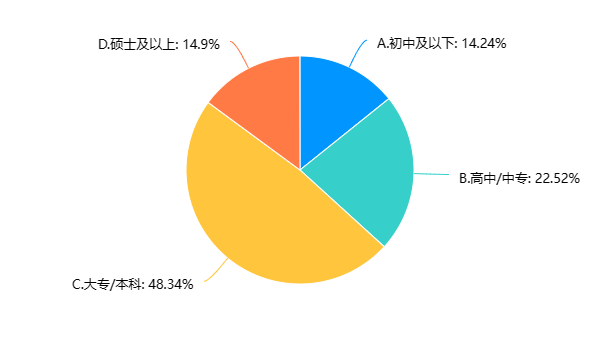 D.硕士及以上: 14.9%
A.初中及以下: 14.24%
B.高中/中专: 22.52%
C.大专/本科: 48.34%